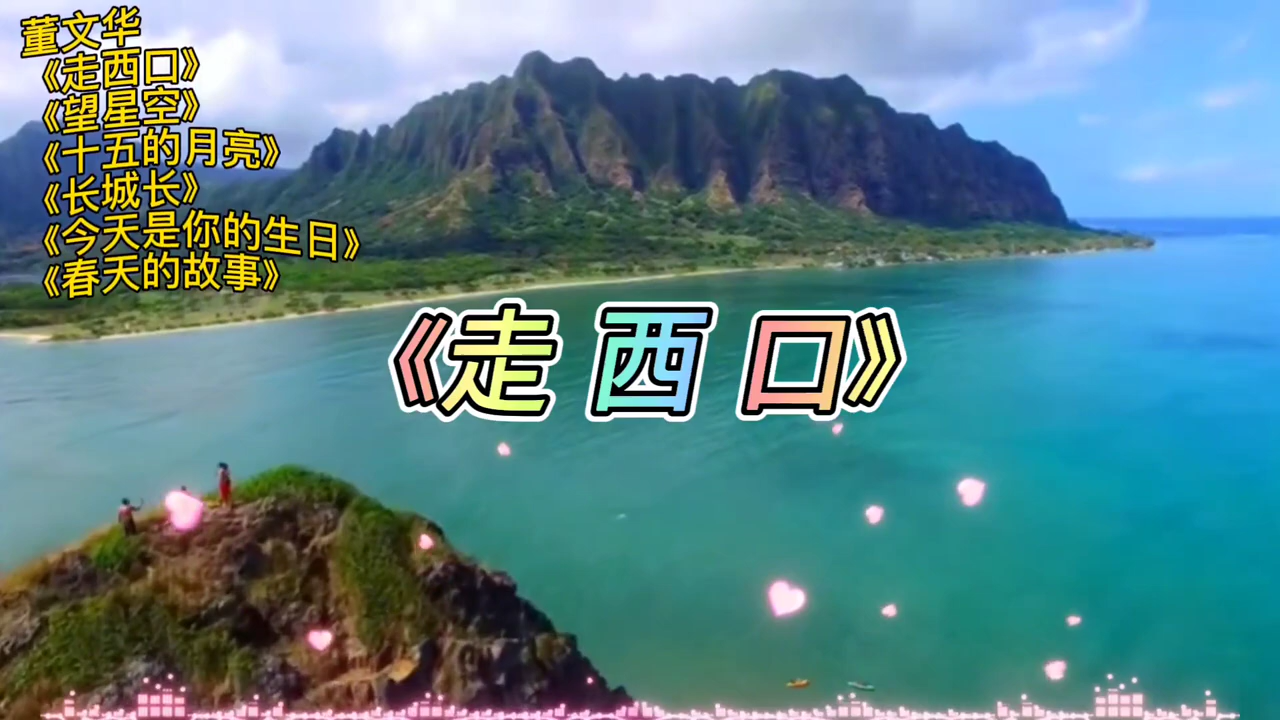 董文华
《走西口》
《望星空》
《十五的月亮》
《长城长》
《今天是你的生日》
《春天的故事》
《走西口》